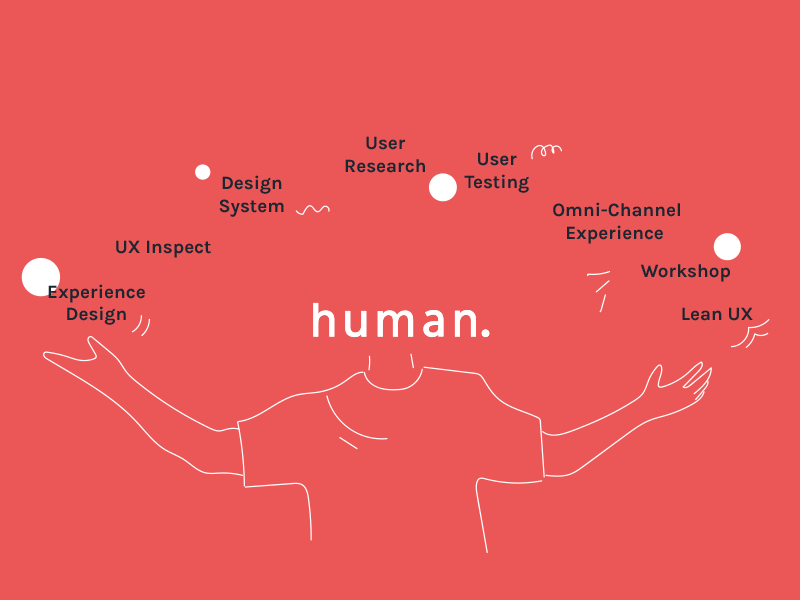 User
Research
User
Testing
Design
System
Omni-Channel
Experience
UX Inspect
Workshop
Experience
Design
Lean UX
human.